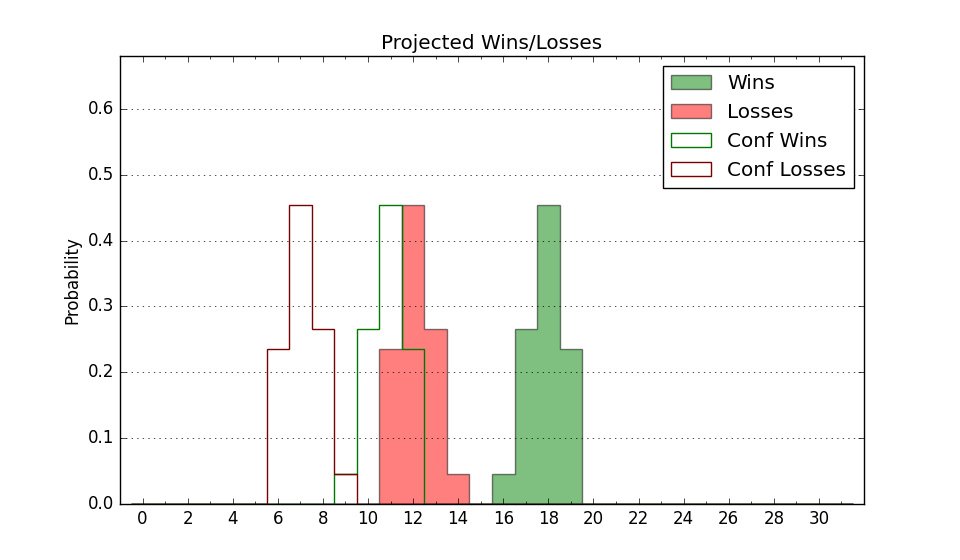 Projected Wins/Losses
Wins
Losses
Conf Wins
Conf Losses
Probability
0.6
0.5
0.4
0.3
0.2
0.1
0.0
0 2 4 6 8 10 12 14 16 18 20 22 24 26 28 30